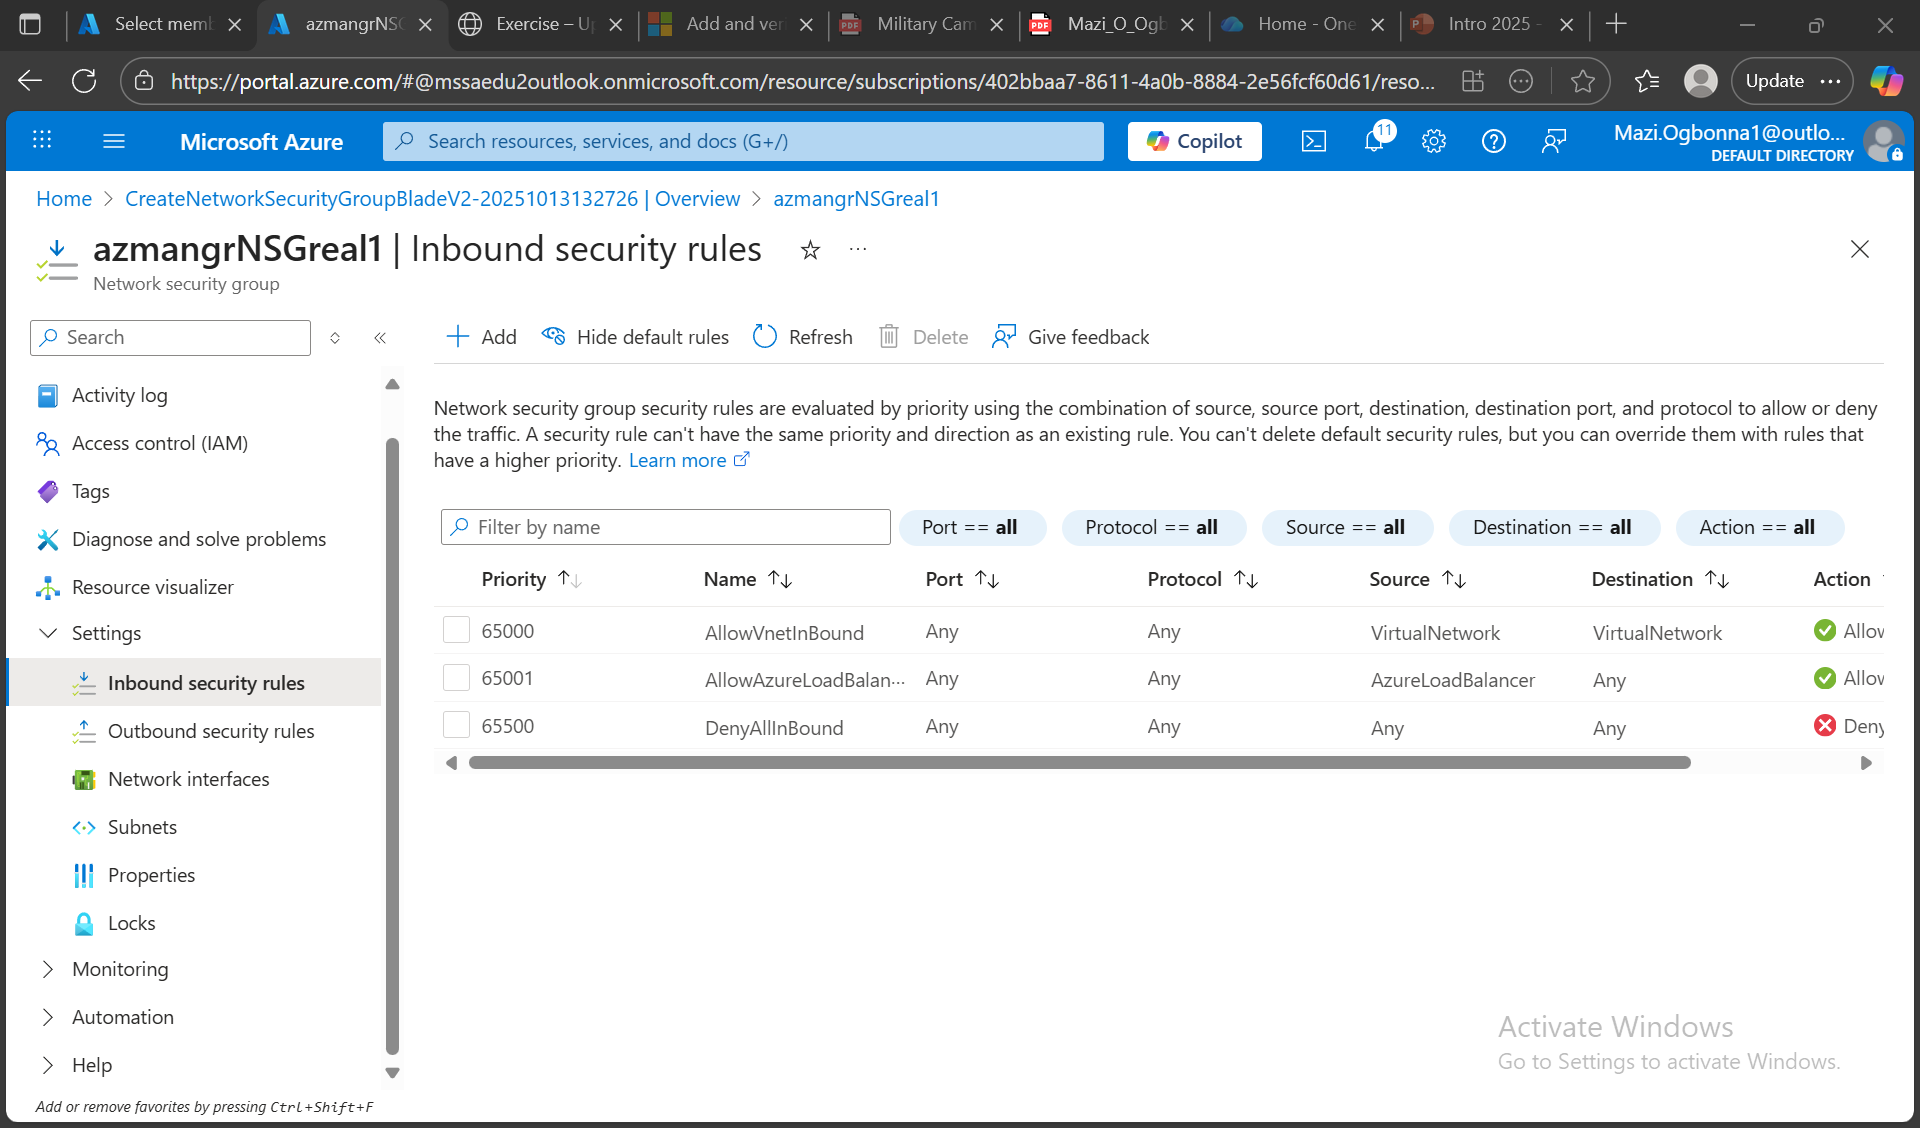 Select memb
azmangrNSG
Exercise – Up
Add and ver
Military Cam
Mazi_O_Ogb
Home - One
Intro 2025 -
https://portal.azure.com/#@mssaedu2outlook.onmicrosoft.com/resource/subscriptions/402bbaa7-8611-4a0b-8884-2e56fcf60d61/reso...
Update
Microsoft Azure
Search resources, services, and docs (G+/)
Copilot
11
Mazi.Ogbonna1@outlo...
DEFAULT DIRECTORY
Home > CreateNetworkSecurityGroupBladeV2-20251013132726 | Overview > azmangrNSGreal1
azmangrNSGreal1 | Inbound security rules
Network security group
Search
Add
Hide default rules
Refresh
Delete
Give feedback
Activity log
Access control (IAM)
Tags
Diagnose and solve problems
Resource visualizer
Settings
Inbound security rules
Outbound security rules
Network interfaces
Subnets
Properties
Locks
Monitoring
Automation
Help
Add or remove favorites by pressing Ctrl+Shift+F
Network security group security rules are evaluated by priority using the combination of source, source port, destination, destination port, and protocol to allow or deny
the traffic. A security rule can't have the same priority and direction as an existing rule. You can't delete default security rules, but you can override them with rules that
have a higher priority. Learn more
Filter by name
Port == all
Protocol == all
Source == all
Destination == all
Action == all
Priority ↑↓ Name ↑↓ Port ↑↓ Protocol ↑↓ Source ↑↓ Destination ↑↓ Action
65000 AllowVnetInBound Any Any VirtualNetwork VirtualNetwork Allow
65001 AllowAzureLoadBalan... Any Any AzureLoadBalancer Any Allow
65500 DenyAllInBound Any Any Any Any Deny
Activate Windows
Go to Settings to activate Windows.